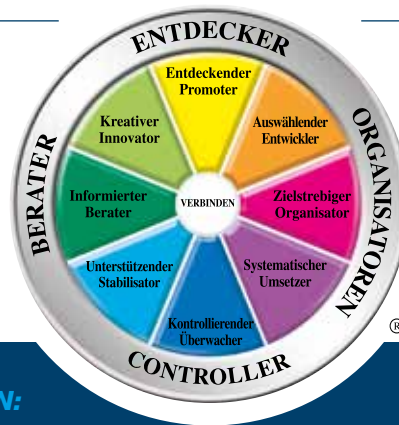 ENTDECKER
Entdeckender
Promoter
Kreativer
Innovator
Auswählender
Entwickler
BERATER
ORGANISATOREN
Informierter
Berater
VERBINDEN
Zielstrebiger
Organisator
Unterstützender
Stabilisator
Systematischer
Umsetzer
Kontrollierender
Überwacher
®
CONTROLLER
N: